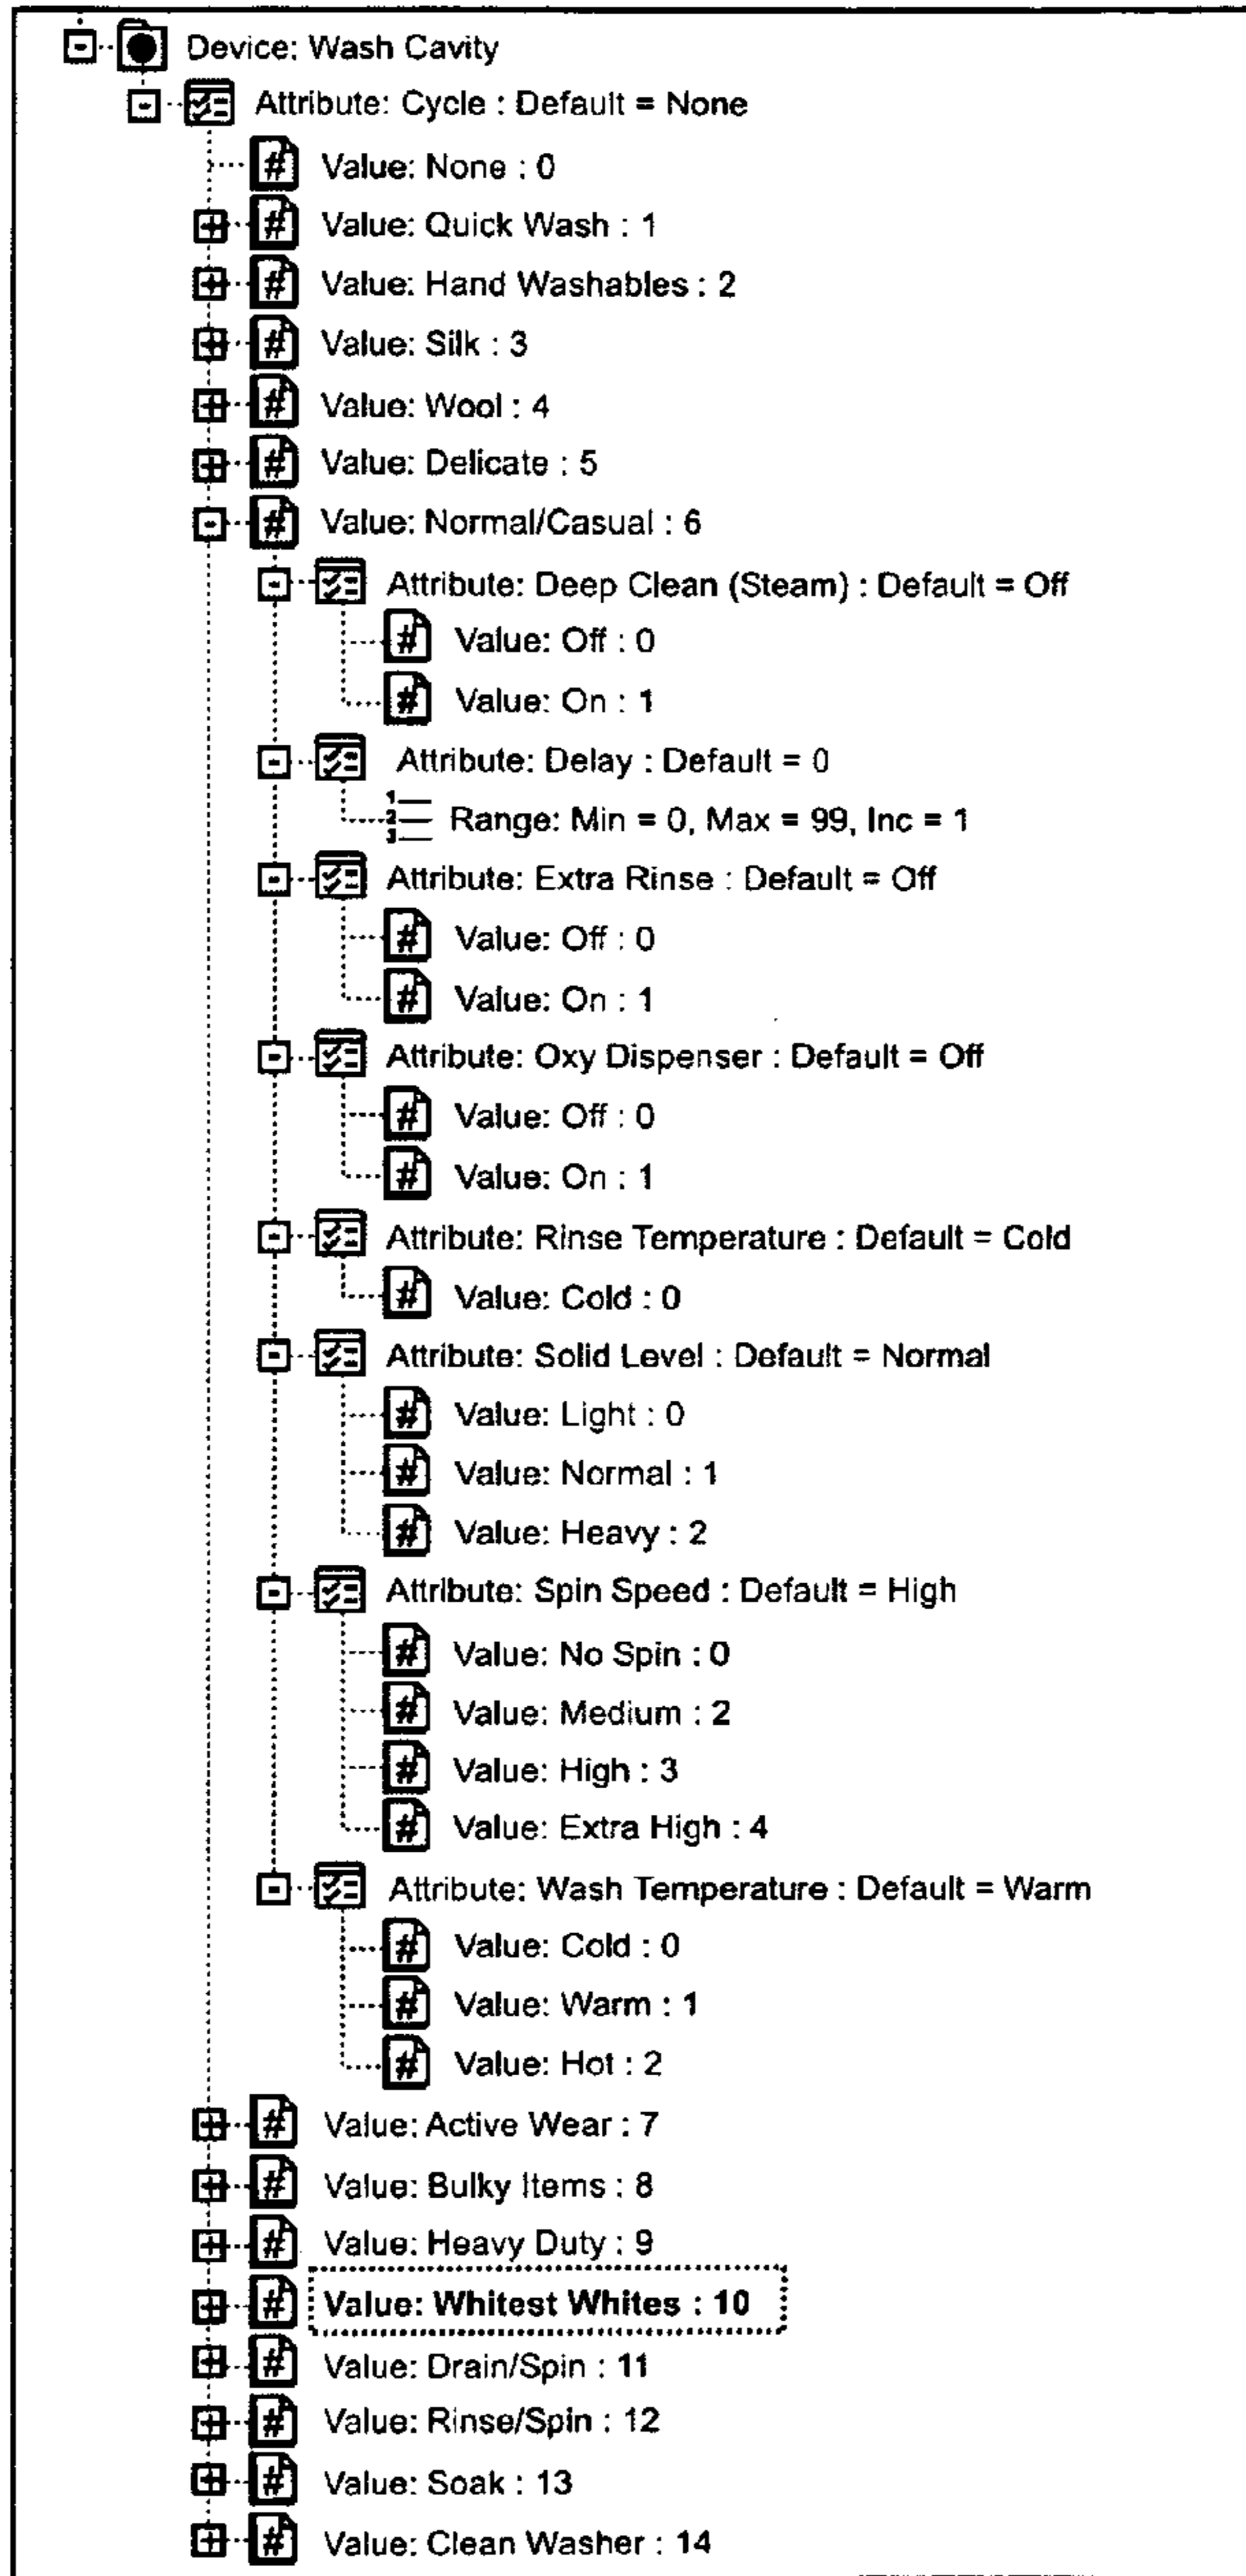 Device: Wash Cavity
Attribute: Cycle : Default = None
Value: None : 0
Value: Quick Wash : 1
Value: Hand Washables : 2
Value: Silk : 3
Value: Wool : 4
Value: Delicate : 5
Value: Normal/Casual : 6
Attribute: Deep Clean (Steam) : Default = Off
Value: Off : 0
Value: On : 1
Attribute: Delay : Default = 0
1
2
3
Range: Min = 0, Max = 99, Inc = 1
Attribute: Extra Rinse : Default = Off
Value: Off : 0
Value: On : 1
Attribute: Oxy Dispenser : Default = Off
Value: Off : 0
Value: On : 1
Attribute: Rinse Temperature : Default = Cold
Value: Cold : 0
Attribute: Solid Level : Default = Normal
Value: Light : 0
Value: Normal : 1
Value: Heavy : 2
Attribute: Spin Speed : Default = High
Value: No Spin : 0
Value: Medium : 2
Value: High : 3
Value: Extra High : 4
Attribute: Wash Temperature : Default = Warm
Value: Cold : 0
Value: Warm : 1
Value: Hot : 2
Value: Active Wear : 7
Value: Bulky Items : 8
Value: Heavy Duty : 9
Value: Whitest Whites : 10
Value: Drain/Spin : 11
Value: Rinse/Spin : 12
Value: Soak : 13
Value: Clean Washer : 14